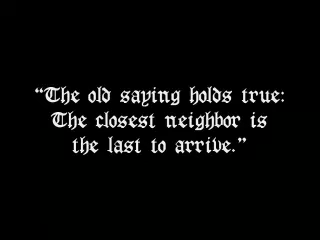 “The old saying holds true:
The closest neighbor is
the last to arrive.”